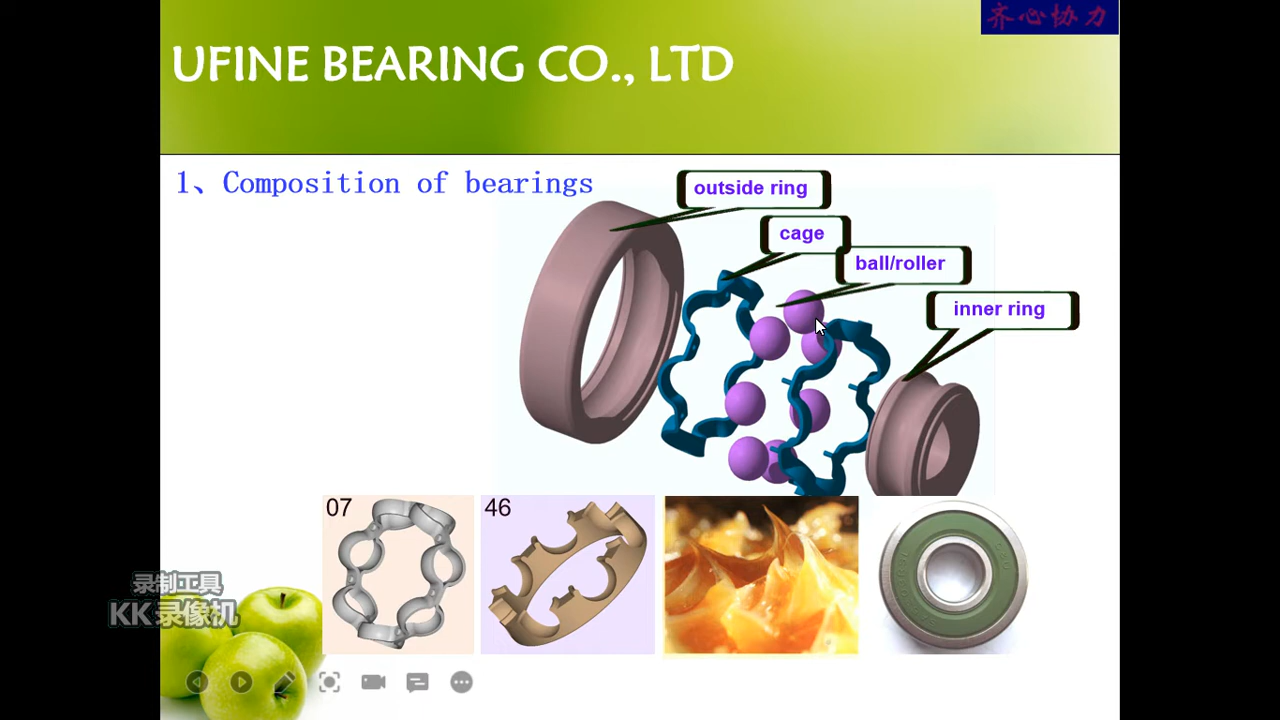 齐心协力
UFINE BEARING CO., LTD
1、Composition of bearings
outside ring
cage
ball/roller
inner ring
07
46
录制工具
KK录像机